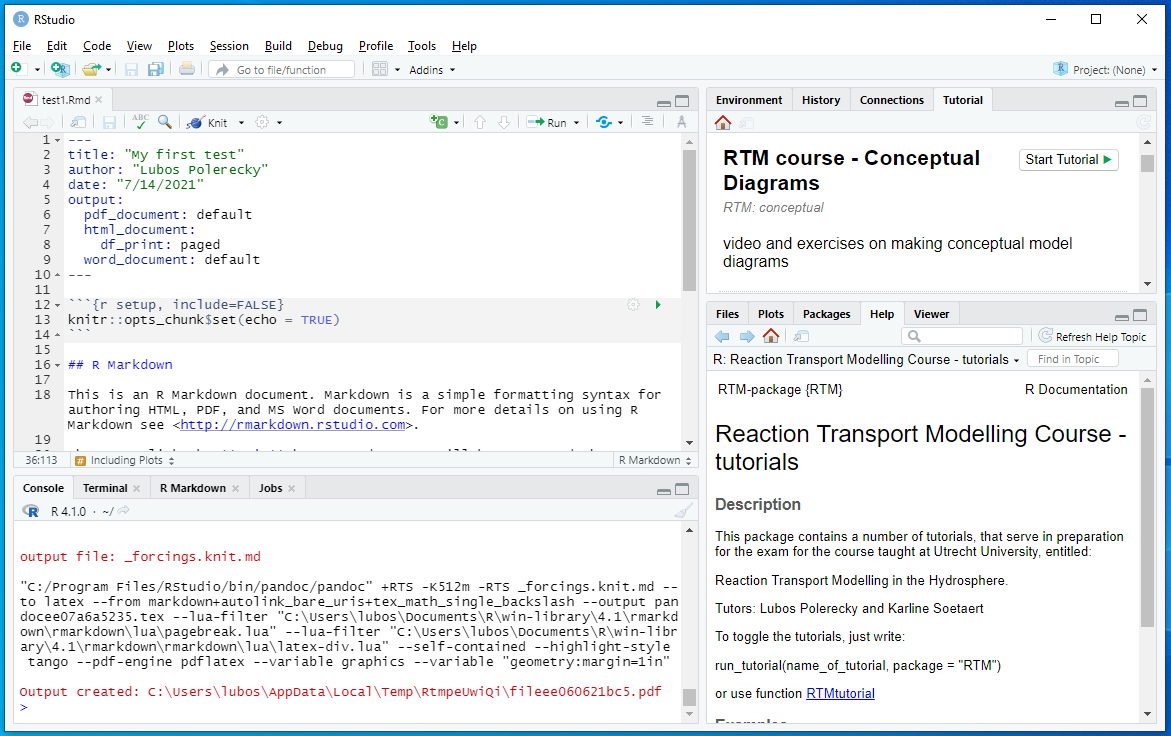 RStudio
File Edit Code View Plots Session Build Debug Profile Tools Help
Go to file/function Addins Project: (None)
test1.Rmd
ABC Knit Run
1 ---
2 title: "My first test"
3 author: "Lubos Polerecky"
4 date: "7/14/2021"
5 output:
6 pdf_document: default
7 html_document:
8 df_print: paged
9 word_document: default
10 ---
11
12 ```{r setup, include=FALSE}
13 knitr::opts_chunk$set(echo = TRUE)
14 ```
15
16 ## R Markdown
17
18 This is an R Markdown document. Markdown is a simple formatting syntax for
authoring HTML, PDF, and MS Word documents. For more details on using R
Markdown see <http://rmarkdown.rstudio.com>.
19
36:113 # Including Plots R Markdown
Console Terminal R Markdown Jobs
R 4.1.0 · ~/
output file: _forcings.knit.md
"C:/Program Files/RStudio/bin/pandoc/pandoc" +RTS -K512m -RTS _forcings.knit.md --
to latex --from markdown+autolink_bare_uris+tex_math_single_backslash --output pan
docee07a6a5235.tex --lua-filter "C:\Users\lubos\Documents\R\win-library\4.1\rmarkd
own\rmarkdown\lua\pagebreak.lua" --lua-filter "C:\Users\lubos\Documents\R\win-libr
ary\4.1\rmarkdown\rmarkdown\lua\latex-div.lua" --self-contained --highlight-style
tango --pdf-engine pdflatex --variable graphics --variable "geometry:margin=1in"
Output created: C:\Users\lubos\AppData\Local\Temp\RtmpeUwiQi\fileee060621bc5.pdf
>
Environment History Connections Tutorial
RTM course - Conceptual
Diagrams
Start Tutorial
RTM: conceptual
video and exercises on making conceptual model
diagrams
Files Plots Packages Help Viewer
Refresh Help Topic
R: Reaction Transport Modelling Course - tutorials Find in Topic
RTM-package {RTM} R Documentation
Reaction Transport Modelling Course -
tutorials
Description
This package contains a number of tutorials, that serve in preparation
for the exam for the course taught at Utrecht University, entitled:
Reaction Transport Modelling in the Hydrosphere.
Tutors: Lubos Polerecky and Karline Soetaert
To toggle the tutorials, just write:
run_tutorial(name_of_tutorial, package = "RTM")
or use function RTMtutorial
Examples